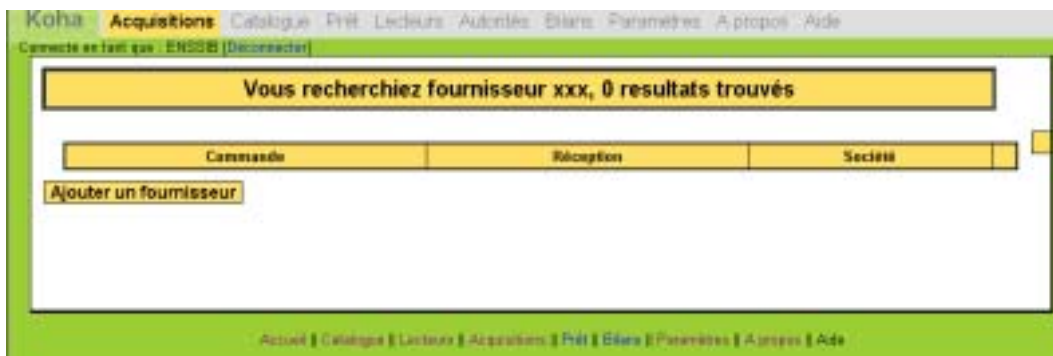 Koha Acquisitions Catalogue Prêt Lecteurs Autorités Bilans Paramètres A propos Aide
Connecté en tant que : ENSSIB [Déconnecter]
Vous recherchiez fournisseur xxx, 0 resultats trouvés
Commande Réception Société
Ajouter un fournisseur
Accueil || Catalogue || Lecteurs || Acquisitions || Prêt || Bilans || Paramètres || A propos || Aide